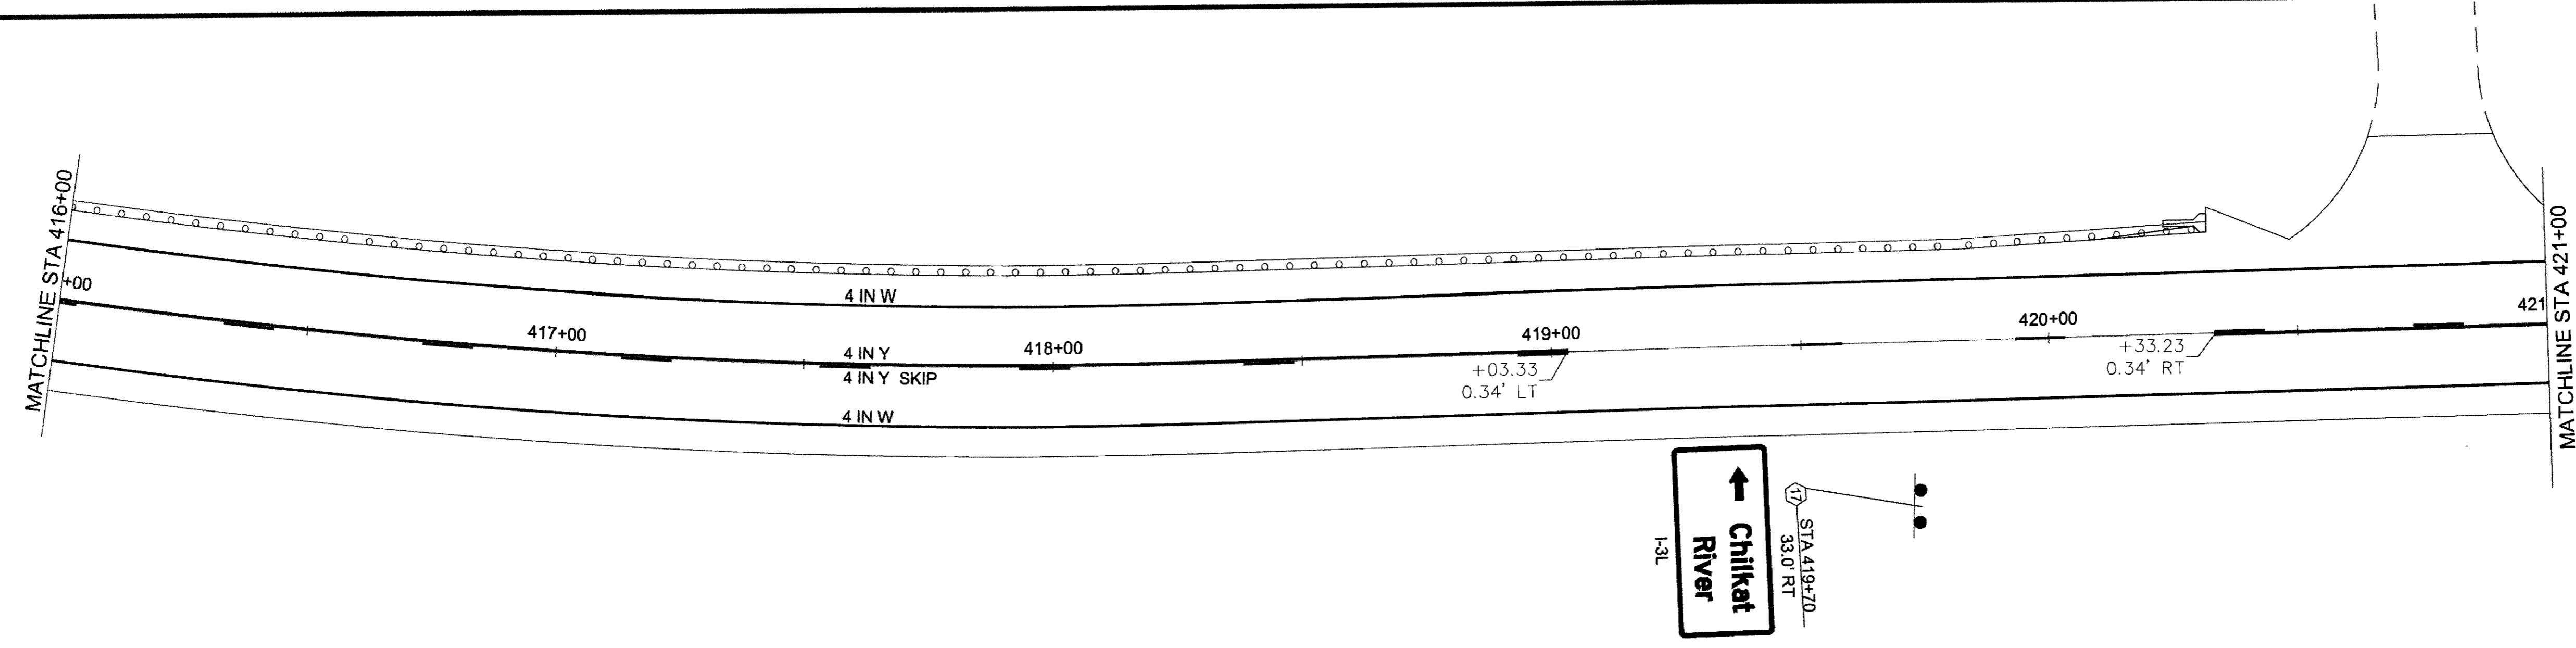 MATCHLINE STA 416+00
+00
417+00
4 IN W
4 IN Y
4 IN Y SKIP
4 IN W
418+00
419+00
+03.33
0.34' LT
420+00
+33.23
0.34' RT
421
MATCHLINE STA 421+00
← Chilkat
River
I-3L
17
STA 419+70
33.0' RT